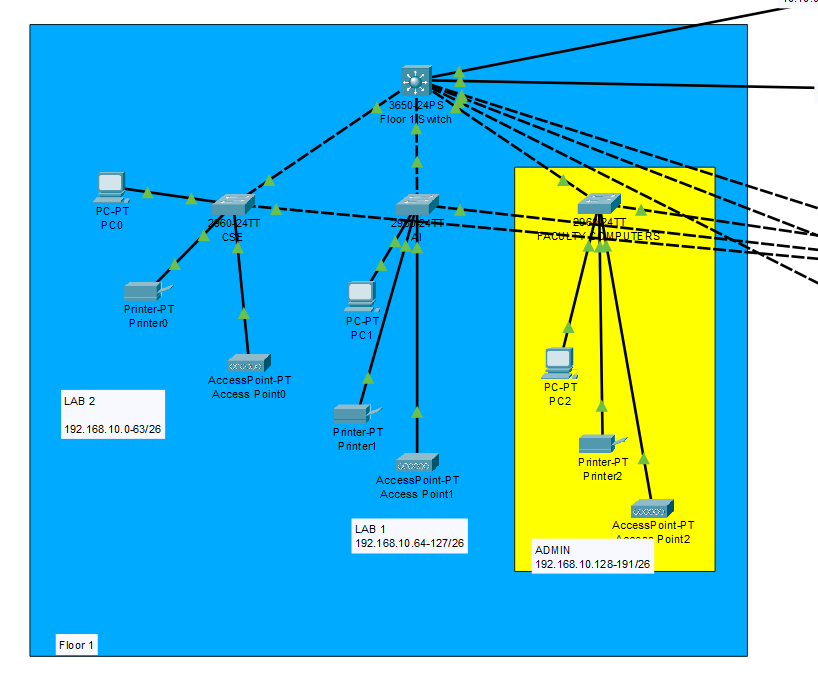 3650-24PS
Floor 1 Switch
PC-PT
PC0
2960-24TT
CSE
2960-24TT
AI
2960-24TT
FACULTY COMPUTERS
Printer-PT
Printer0
PC-PT
PC1
AccessPoint-PT
Access Point0
PC-PT
PC2
LAB 2
192.168.10.0-63/26
Printer-PT
Printer1
AccessPoint-PT
Access Point1
Printer-PT
Printer2
LAB 1
192.168.10.64-127/26
AccessPoint-PT
Access Point2
ADMIN
192.168.10.128-191/26
Floor 1